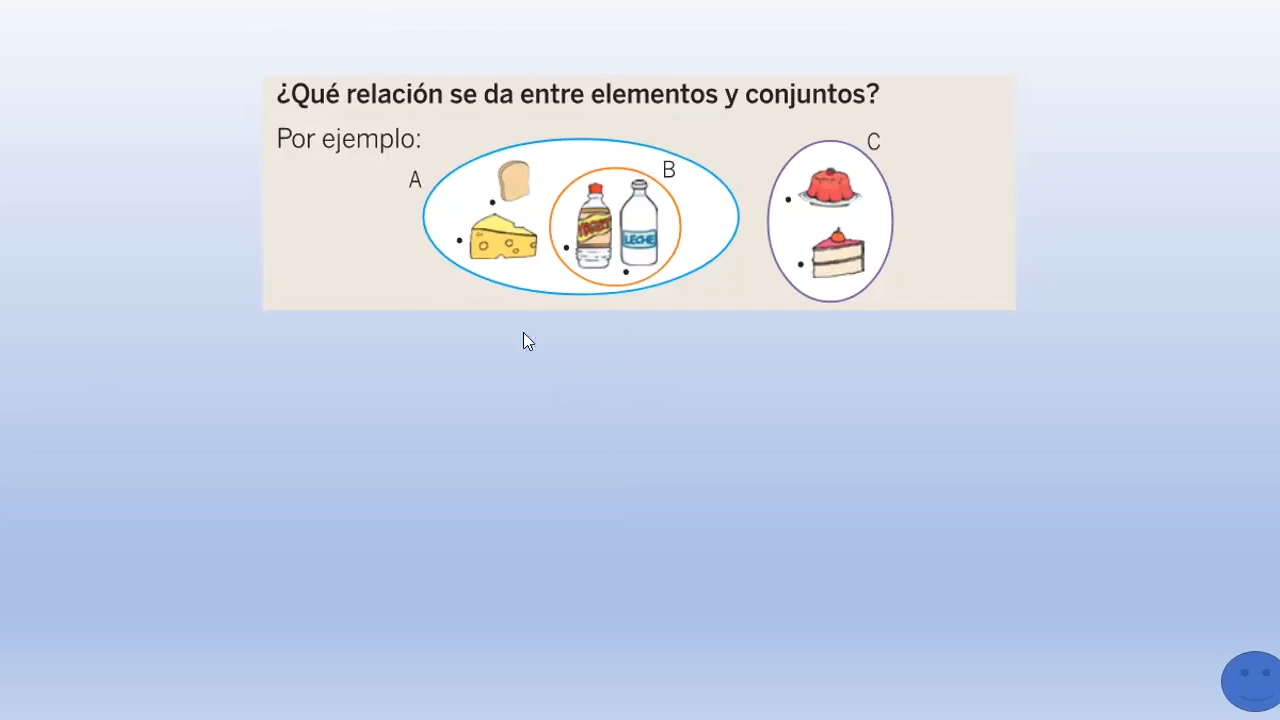 ¿Qué relación se da entre elementos y conjuntos?
Por ejemplo:
A
B
C
YOGURT
LECHE